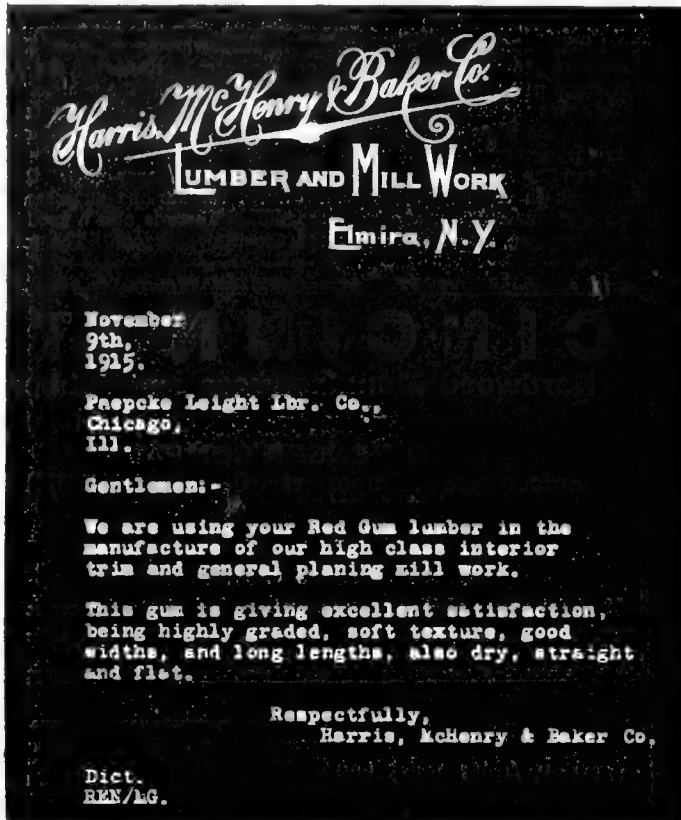 Harris, McHenry & Baker Co.
LUMBER AND MILL WORK
Elmira, N.Y.
November
9th,
1915.
Paepcke Leight Lbr. Co.,
Chicago,
Ill.
Gentlemen:-
We are using your Red Gum lumber in the
manufacture of our high class interior
trim and general planing mill work.
This gum is giving excellent satisfaction,
being highly graded, soft texture, good
widths, and long lengths, also dry, straight
and flat.
Respectfully,
Harris, McHenry & Baker Co.
Dict.